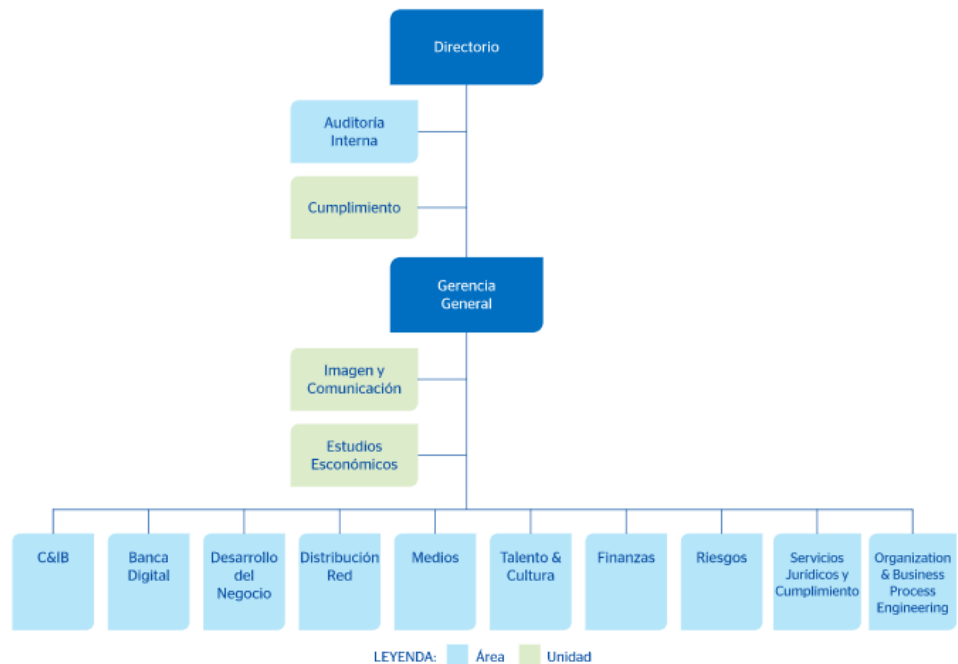 Directorio
Auditoría
Interna
Cumplimiento
Gerencia
General
Imagen y
Comunicación
Estudios
Esconómicos
C&IB
Banca
Digital
Desarrollo
del
Negocio
Distribución
Red
Medios
Talento &
Cultura
Finanzas
Riesgos
Servicios
Jurídicos y
Cumplimiento
Organization
& Business
Process
Engineering
LEYENDA: Área Unidad